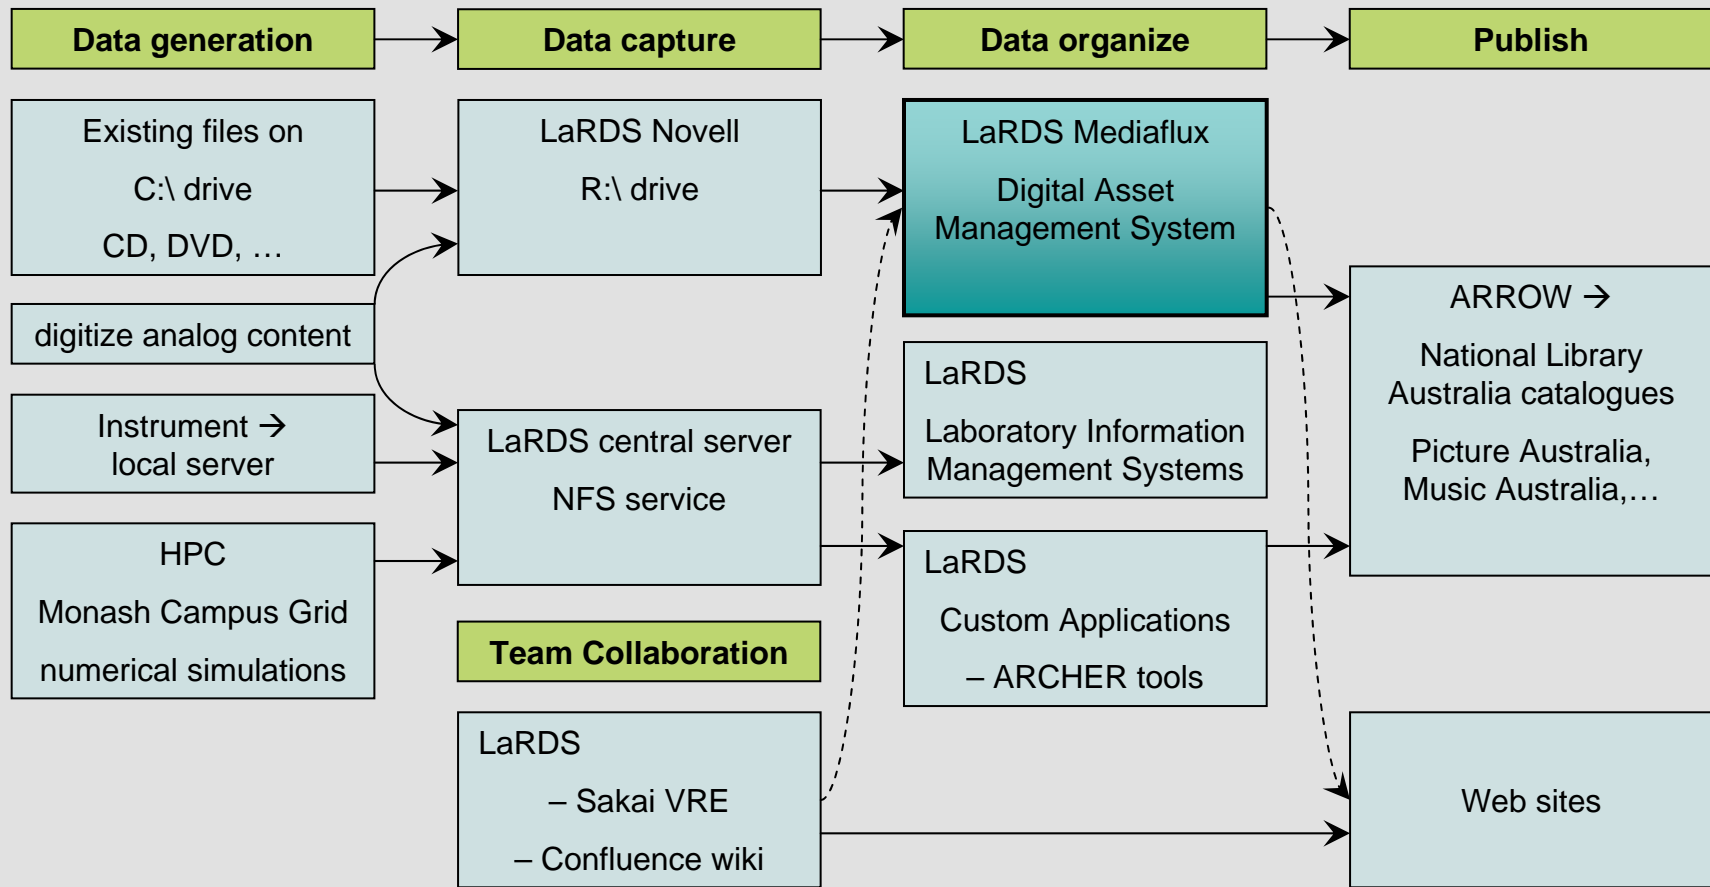 Data generation
Data capture
Data organize
Publish
Existing files on
C:\ drive
CD, DVD, …
digitize analog content
Instrument →
local server
HPC
Monash Campus Grid
numerical simulations
LaRDS Novell
R:\ drive
LaRDS central server
NFS service
Team Collaboration
LaRDS
– Sakai VRE
– Confluence wiki
LaRDS Mediaflux
Digital Asset
Management System
LaRDS
Laboratory Information
Management Systems
LaRDS
Custom Applications
– ARCHER tools
ARROW →
National Library
Australia catalogues
Picture Australia,
Music Australia,…
Web sites